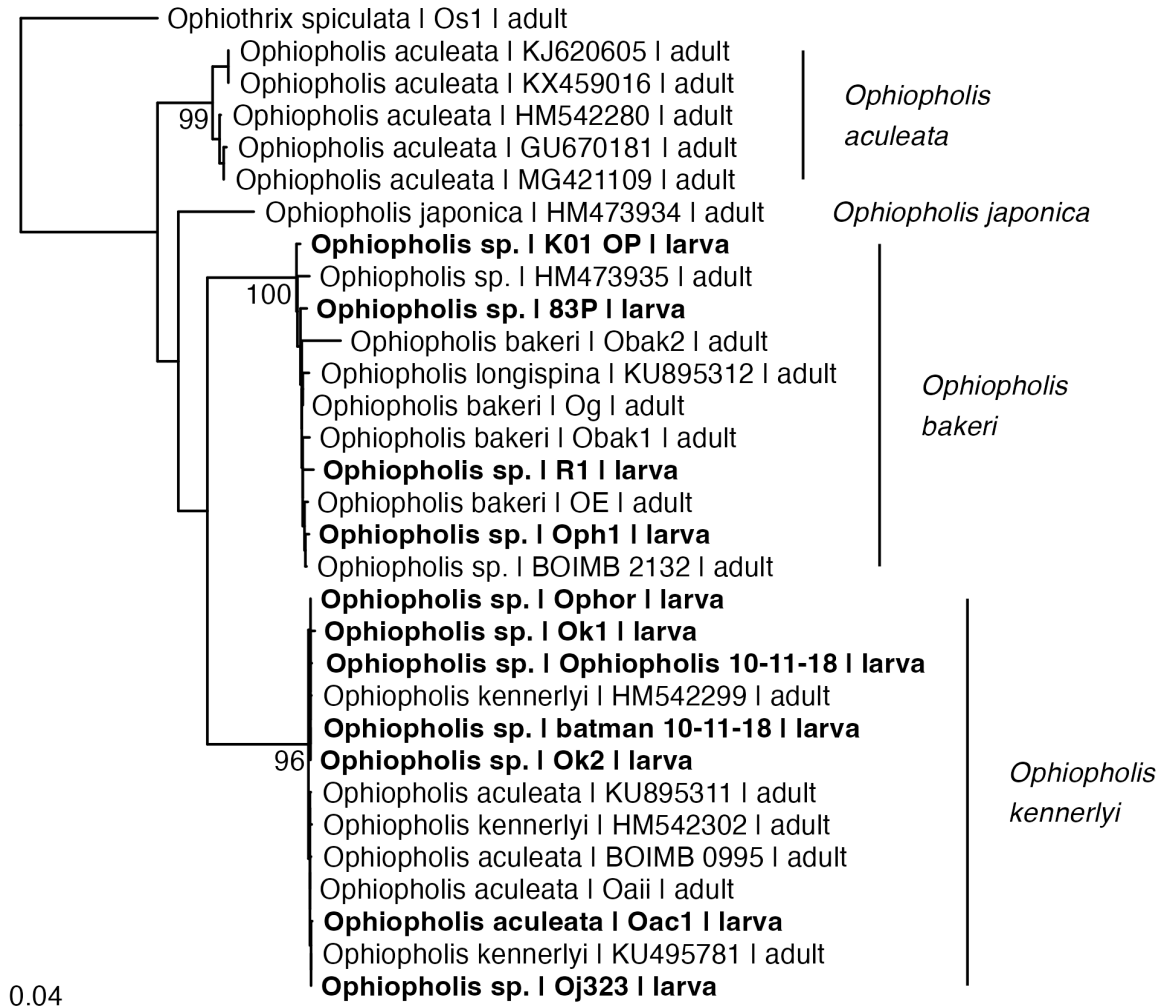 Ophiothrix spiculata | Os1 | adult
Ophiopholis aculeata | KJ620605 | adult
Ophiopholis aculeata | KX459016 | adult
Ophiopholis aculeata | HM542280 | adult
Ophiopholis aculeata | GU670181 | adult
Ophiopholis aculeata | MG421109 | adult
99
Ophiopholis
aculeata
Ophiopholis japonica | HM473934 | adult
Ophiopholis japonica
Ophiopholis sp. | K01 OP | larva
Ophiopholis sp. | HM473935 | adult
100
Ophiopholis sp. | 83P | larva
Ophiopholis bakeri | Obak2 | adult
Ophiopholis longispina | KU895312 | adult
Ophiopholis bakeri | Og | adult
Ophiopholis bakeri | Obak1 | adult
Ophiopholis sp. | R1 | larva
Ophiopholis bakeri | OE | adult
Ophiopholis sp. | Oph1 | larva
Ophiopholis sp. | BOIMB 2132 | adult
Ophiopholis
bakeri
Ophiopholis sp. | Ophor | larva
Ophiopholis sp. | Ok1 | larva
Ophiopholis sp. | Ophiopholis 10-11-18 | larva
Ophiopholis kennerlyi | HM542299 | adult
Ophiopholis sp. | batman 10-11-18 | larva
Ophiopholis sp. | Ok2 | larva
96
Ophiopholis aculeata | KU895311 | adult
Ophiopholis kennerlyi | HM542302 | adult
Ophiopholis aculeata | BOIMB 0995 | adult
Ophiopholis aculeata | Oaii | adult
Ophiopholis aculeata | Oac1 | larva
Ophiopholis kennerlyi | KU495781 | adult
Ophiopholis sp. | Oj323 | larva
Ophiopholis
kennerlyi
0.04